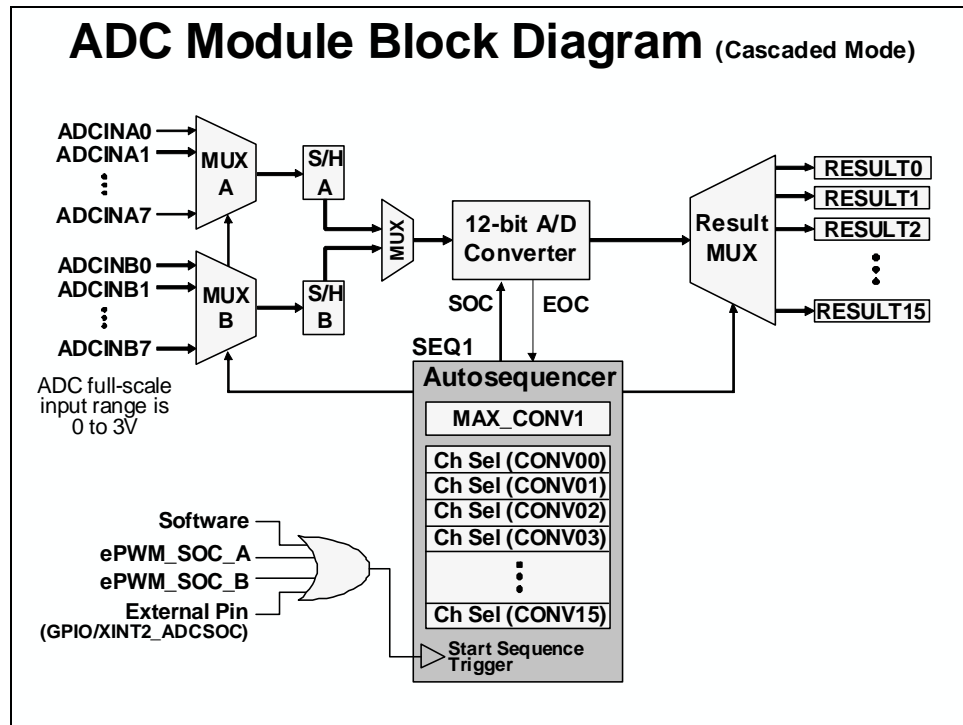 ADC Module Block Diagram (Cascaded Mode)
ADCINA0
ADCINA1
ADCINA7
MUX
A
S/H
A
ADCINB0
ADCINB1
ADCINB7
MUX
B
S/H
B
MUX
12-bit A/D
Converter
Result
MUX
RESULT0
RESULT1
RESULT2
RESULT15
SOC
EOC
ADC full-scale
input range is
0 to 3V
SEQ1
Autosequencer
MAX_CONV1
Ch Sel (CONV00)
Ch Sel (CONV01)
Ch Sel (CONV02)
Ch Sel (CONV03)
Ch Sel (CONV15)
Start Sequence
Trigger
Software
ePWM_SOC_A
ePWM_SOC_B
External Pin
(GPIO/XINT2_ADCSOC)